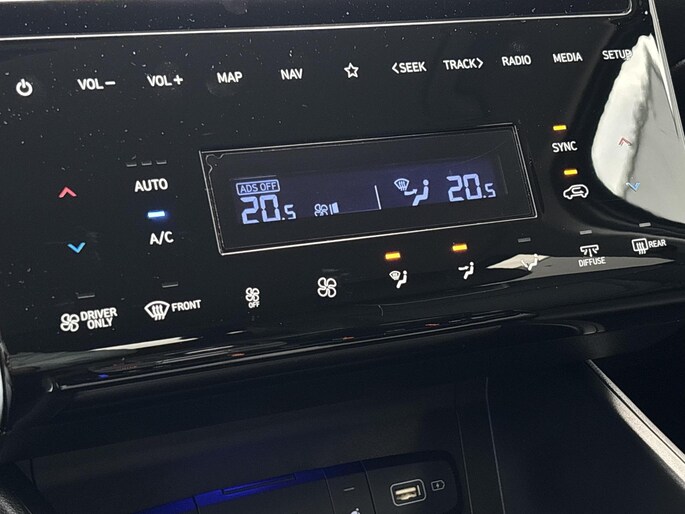 VOL− VOL+ MAP NAV <SEEK TRACK> RADIO MEDIA SETUP
AUTO
A/C
ADS OFF
20.5 20.5
SYNC
DRIVER ONLY
FRONT
OFF
DIFFUSE
REAR